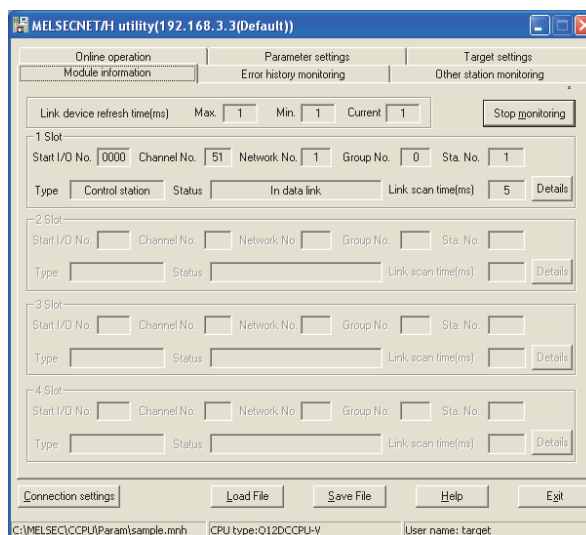 MELSECNET/H utility(192.168.3.3(Default))
Online operation Parameter settings Target settings
Module information Error history monitoring Other station monitoring
*
Link device refresh time(ms) Max. 1 Min. 1 Current 1 Stop monitoring
1 Slot
Start I/O No. 0000 Channel No. 51 Network No. 1 Group No. 0 Sta. No. 1
Type Control station Status In data link Link scan time(ms) 5 Details
2 Slot
Start I/O No. Channel No. Network No. Group No. Sta. No.
Type Status Link scan time(ms) Details
3 Slot
Start I/O No. Channel No. Network No. Group No. Sta. No.
Type Status Link scan time(ms) Details
4 Slot
Start I/O No. Channel No. Network No. Group No. Sta. No.
Type Status Link scan time(ms) Details
Connection settings Load File Save File Help Exit
C:\MELSEC\CCPU\Param\sample.mnh CPU type:Q12DCCPU-V User name: target